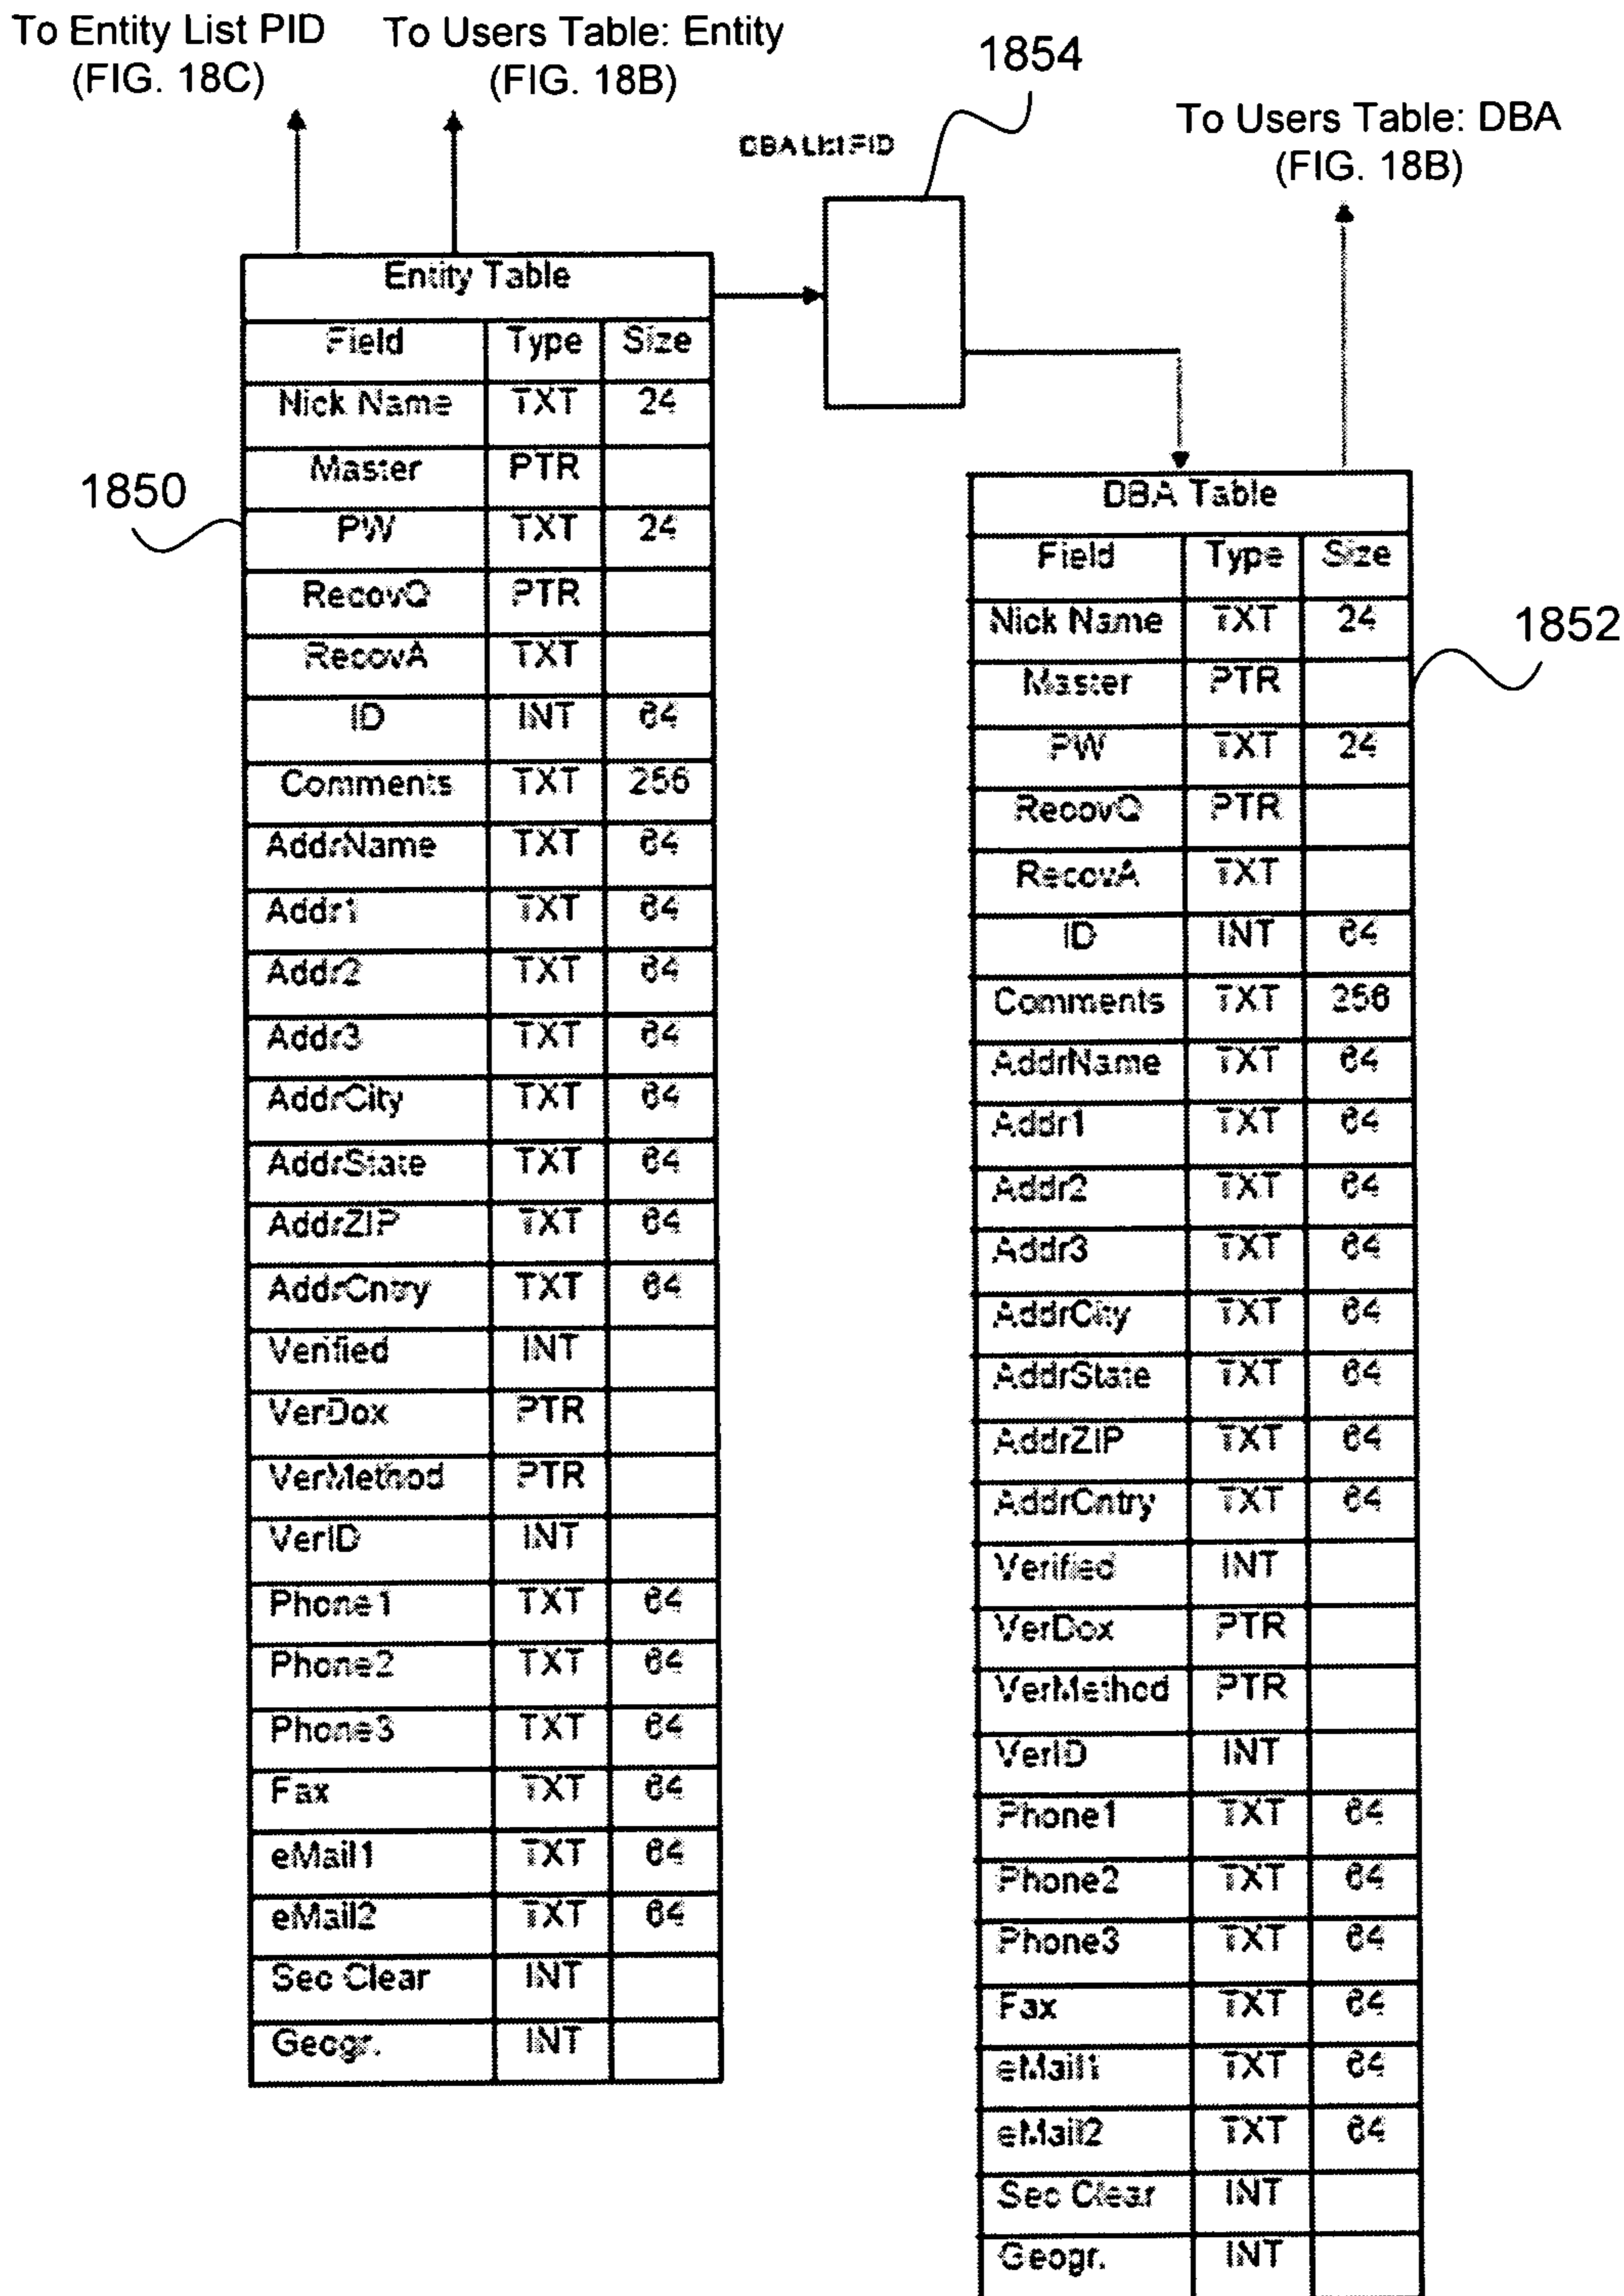 To Entity List PID
(FIG. 18C)
To Users Table: Entity
(FIG. 18B)
1854
DBA List PID
To Users Table: DBA
(FIG. 18B)
Entity Table
Field Type Size
Nick Name TXT 24
Master PTR
1850
PW TXT 24
RecovQ PTR
RecovA TXT
ID INT 64
Comments TXT 256
AddrName TXT 64
Addr1 TXT 64
Addr2 TXT 64
Addr3 TXT 64
AddrCity TXT 64
AddrState TXT 64
AddrZIP TXT 64
AddrCntry TXT 64
Verified INT
VerDox PTR
VerMethod PTR
VerID INT
Phone1 TXT 64
Phone2 TXT 64
Phone3 TXT 64
Fax TXT 64
eMail1 TXT 64
eMail2 TXT 64
Sec Clear INT
Geogr. INT
DBA Table
Field Type Size
Nick Name TXT 24
1852
Master PTR
PW TXT 24
RecovQ PTR
RecovA TXT
ID INT 64
Comments TXT 256
AddrName TXT 64
Addr1 TXT 64
Addr2 TXT 64
Addr3 TXT 64
AddrCity TXT 64
AddrState TXT 64
AddrZIP TXT 64
AddrCntry TXT 64
Verified INT
VerDox PTR
VerMethod PTR
VerID INT
Phone1 TXT 64
Phone2 TXT 64
Phone3 TXT 64
Fax TXT 64
eMail1 TXT 64
eMail2 TXT 64
Sec Clear INT
Geogr. INT